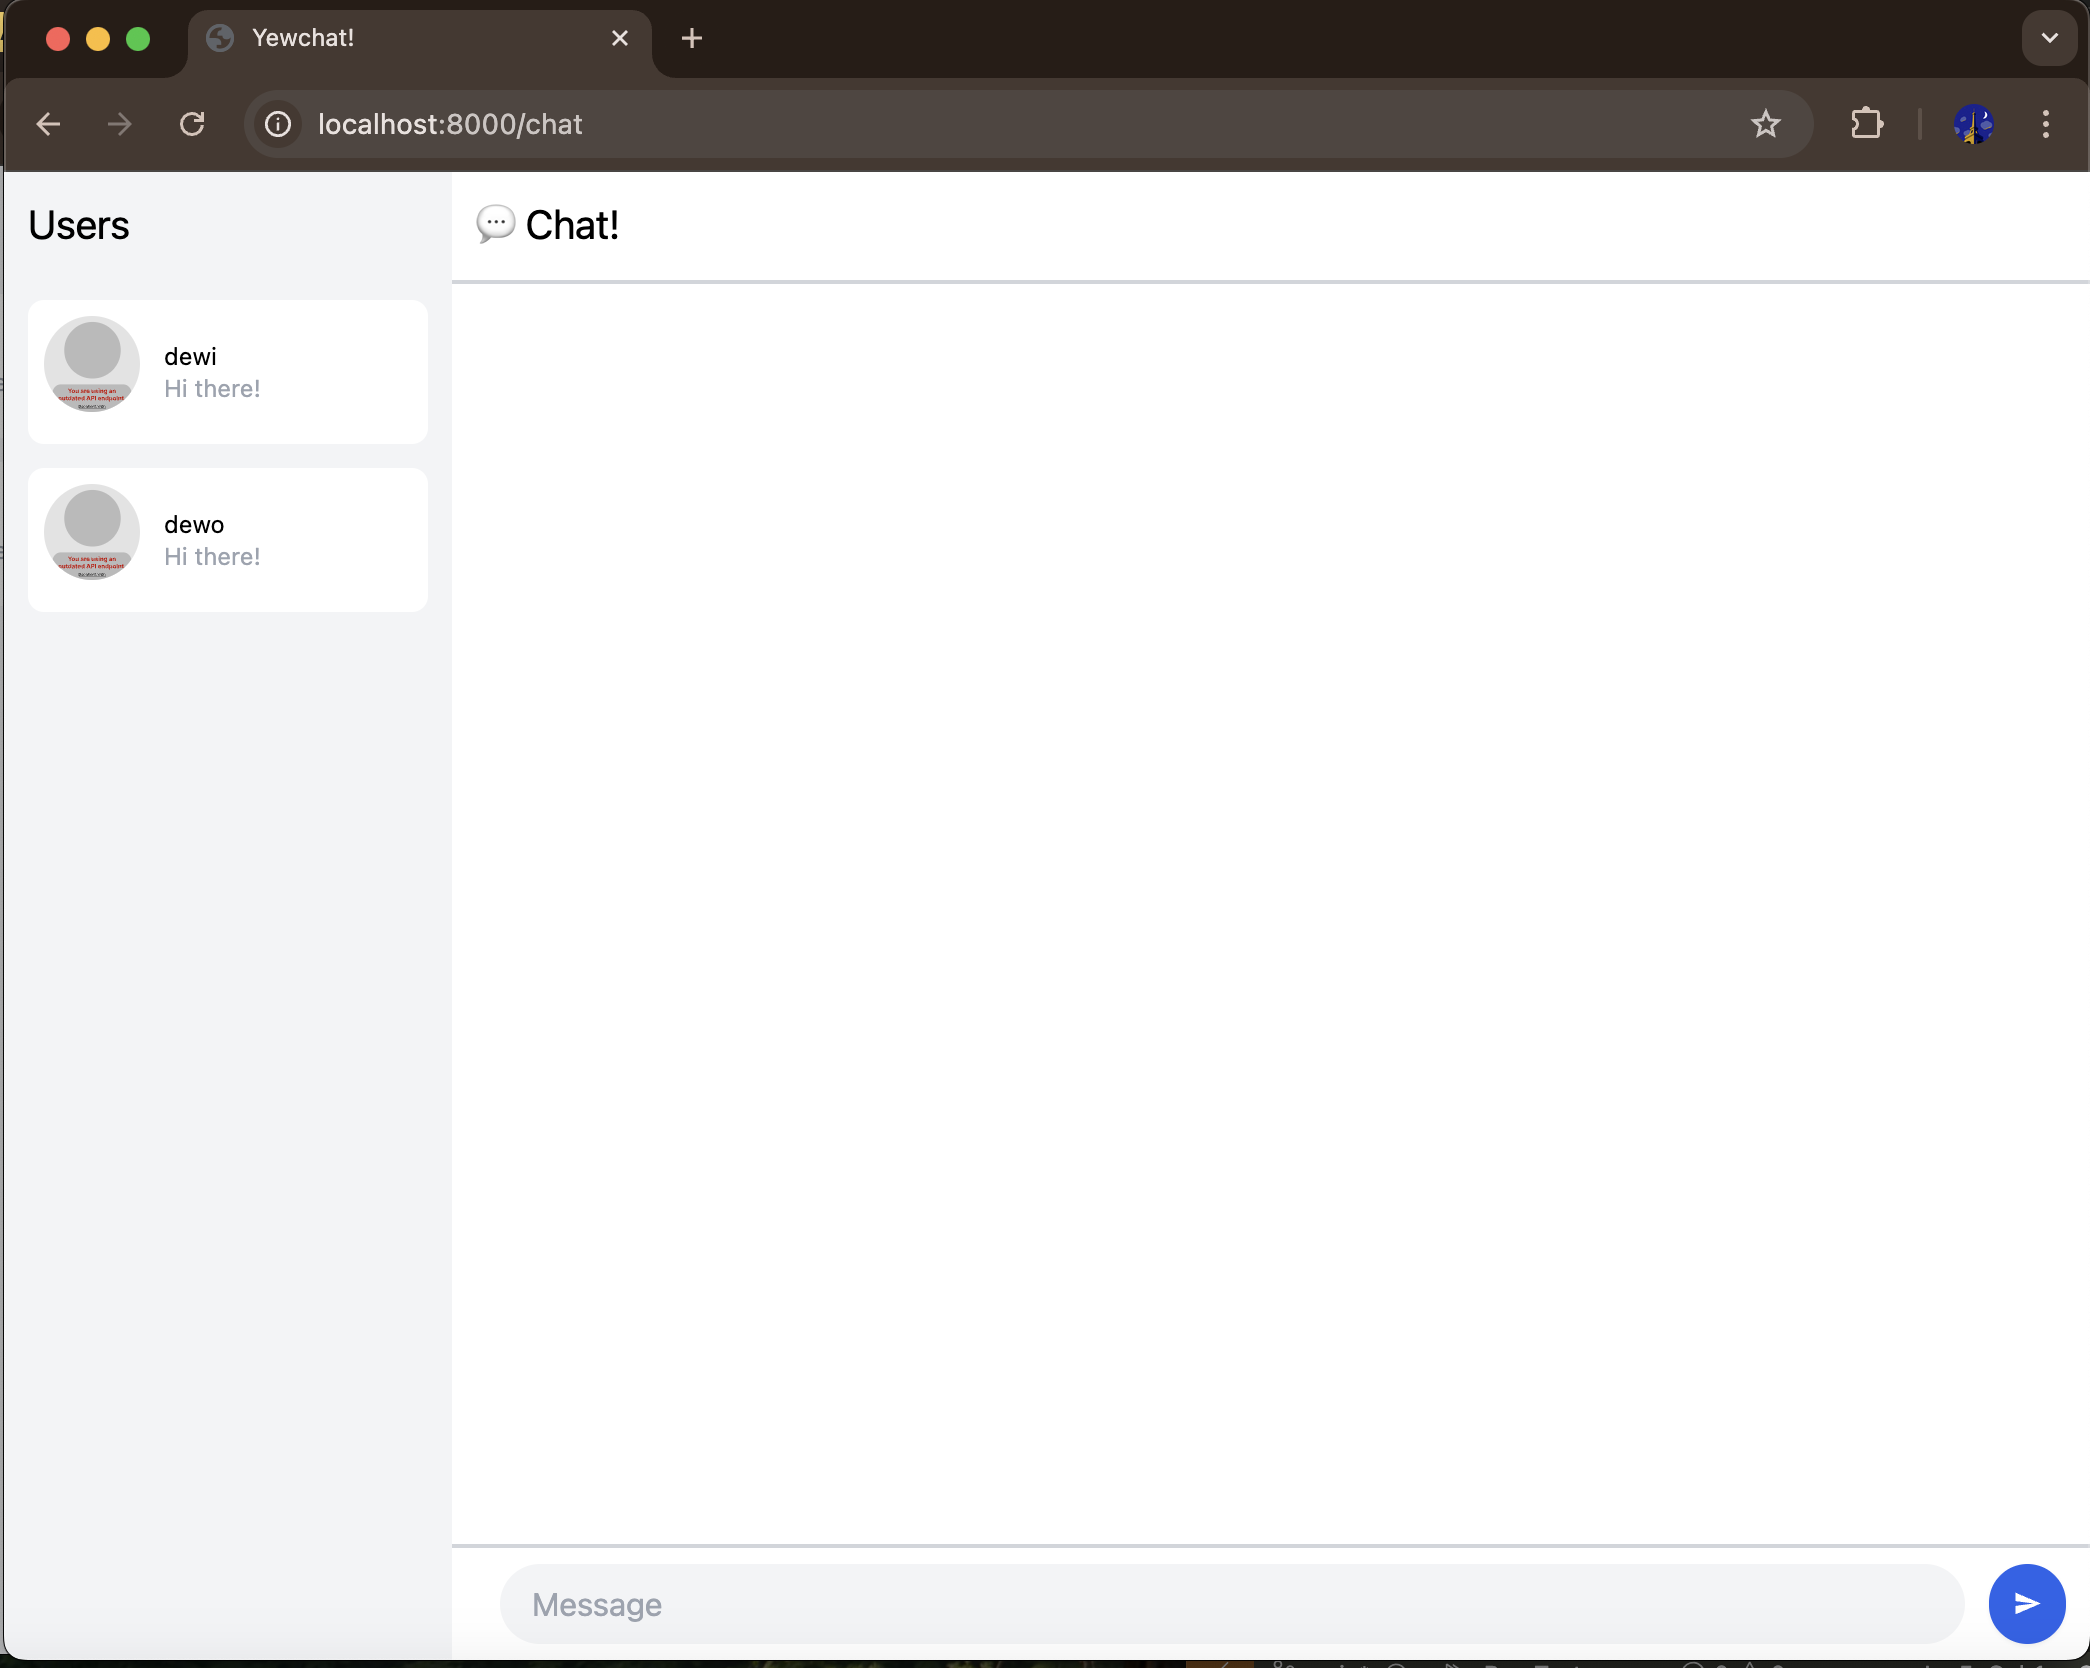 Yewchat!
localhost:8000/chat
Users
💬 Chat!
dewi
Hi there!
You are using an
outdated API endpoint
dewo
Hi there!
You are using an
outdated API endpoint
Message